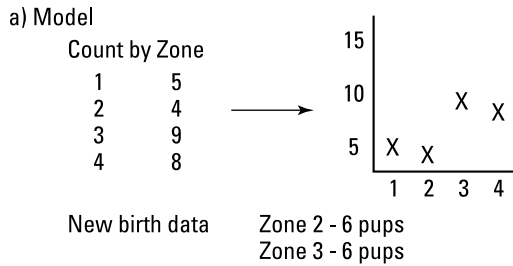 a) Model
Count by Zone
1 5
2 4
3 9
4 8
15
10
5
X X X X
1 2 3 4
New birth data Zone 2 - 6 pups
Zone 3 - 6 pups